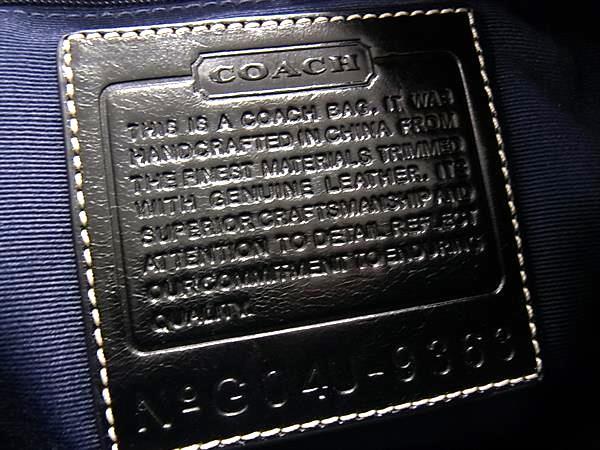 COACH
THIS IS A COACH BAG. IT WAS
HANDCRAFTED IN CHINA FROM
THE FINEST MATERIALS TRIMMED
WITH GENUINE LEATHER. ITS
SUPERIOR CRAFTSMANSHIP AND
ATTENTION TO DETAIL REFLECT
OUR COMMITMENT TO ENDURING
QUALITY.
Nº G04U-9363